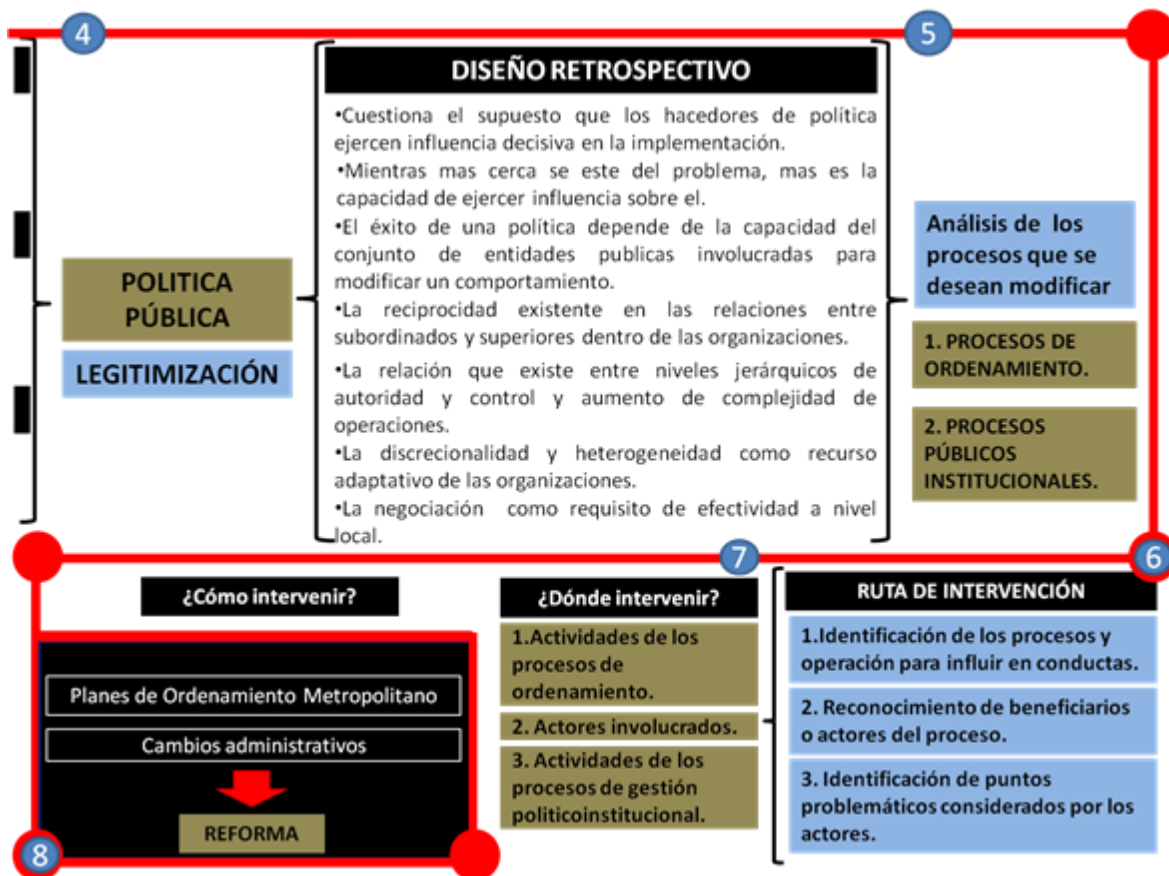 4
5
DISEÑO RETROSPECTIVO
•Cuestiona el supuesto que los hacedores de política
ejercen influencia decisiva en la implementación.
•Mientras mas cerca se este del problema, mas es la
capacidad de ejercer influencia sobre el.
•El éxito de una política depende de la capacidad del
conjunto de entidades publicas involucradas para
modificar un comportamiento.
•La reciprocidad existente en las relaciones entre
subordinados y superiores dentro de las organizaciones.
•La relación que existe entre niveles jerárquicos de
autoridad y control y aumento de complejidad de
operaciones.
•La discrecionalidad y heterogeneidad como recurso
adaptativo de las organizaciones.
•La negociación como requisito de efectividad a nivel
local.
POLITICA
PÚBLICA
LEGITIMIZACIÓN
Análisis de los
procesos que se
desean modificar
1. PROCESOS DE
ORDENAMIENTO.
2. PROCESOS
PÚBLICOS
INSTITUCIONALES.
6
7
RUTA DE INTERVENCIÓN
1.Identificación de los procesos y
operación para influir en conductas.
2. Reconocimiento de beneficiarios
o actores del proceso.
3. Identificación de puntos
problemáticos considerados por los
actores.
¿Dónde intervenir?
1.Actividades de los
procesos de
ordenamiento.
2. Actores involucrados.
3. Actividades de los
procesos de gestión
politicoinstitucional.
¿Cómo intervenir?
Planes de Ordenamiento Metropolitano
Cambios administrativos
REFORMA
8